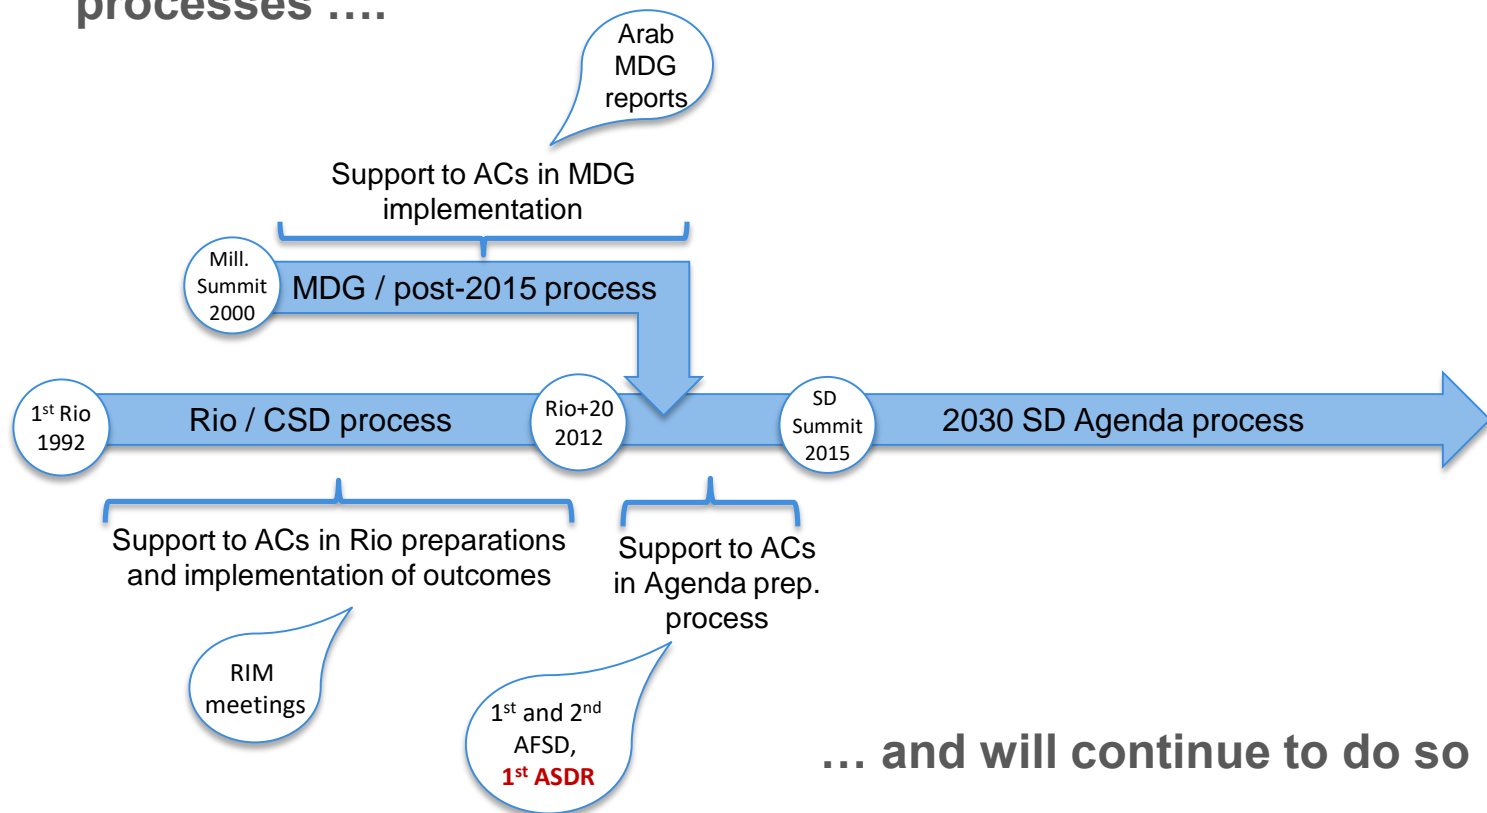 processes ….
Arab
MDG
reports
Support to ACs in MDG
implementation
Mill.
Summit
2000
MDG / post-2015 process
1st Rio
1992
Rio / CSD process
Rio+20
2012
SD
Summit
2015
2030 SD Agenda process
Support to ACs in Rio preparations
and implementation of outcomes
Support to ACs
in Agenda prep.
process
RIM
meetings
1st and 2nd
AFSD,
1st ASDR
… and will continue to do so